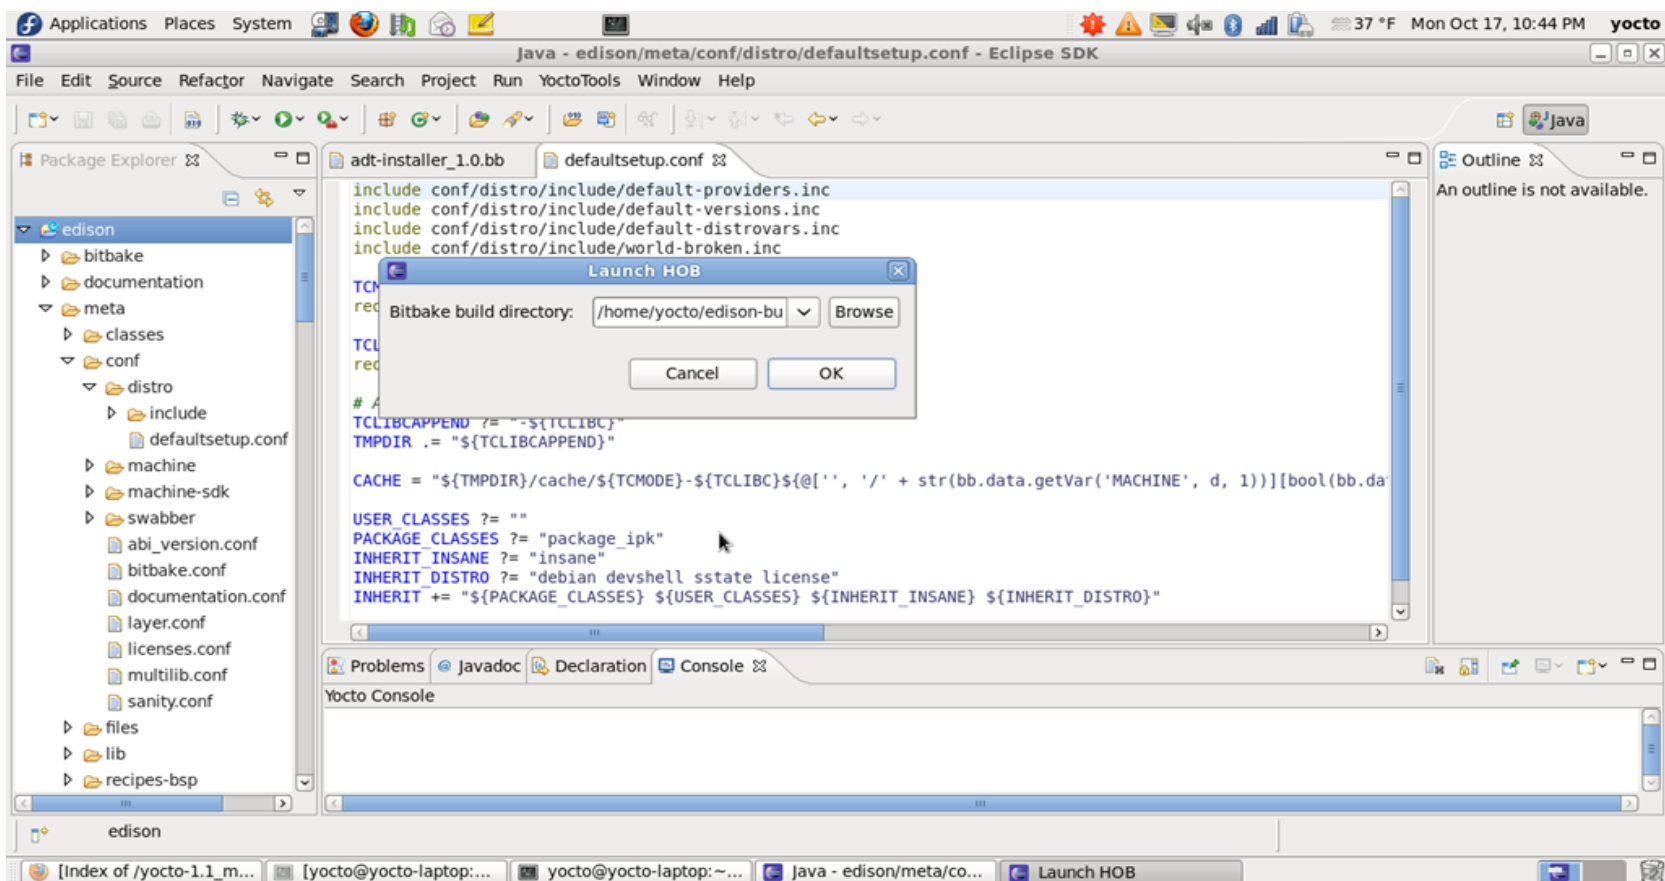 Applications Places System 37 °F Mon Oct 17, 10:44 PM yocto
Java - edison/meta/conf/distro/defaultsetup.conf - Eclipse SDK
File Edit Source Refactor Navigate Search Project Run YoctoTools Window Help
Java
Package Explorer
edison
bitbake
documentation
meta
classes
conf
distro
include
defaultsetup.conf
machine
machine-sdk
swabber
abi_version.conf
bitbake.conf
documentation.conf
layer.conf
licenses.conf
multilib.conf
sanity.conf
files
lib
recipes-bsp
adt-installer_1.0.bb defaultsetup.conf
include conf/distro/include/default-providers.inc
include conf/distro/include/default-versions.inc
include conf/distro/include/default-distrovars.inc
include conf/distro/include/world-broken.inc
TCM
req
TCL
req
# A
TCLIBCAPPEND ?= "-${TCLIBC}"
TMPDIR .= "${TCLIBCAPPEND}"
CACHE = "${TMPDIR}/cache/${TCMODE}-${TCLIBC}${@['', '/' + str(bb.data.getVar('MACHINE', d, 1))][bool(bb.da
USER_CLASSES ?= ""
PACKAGE_CLASSES ?= "package_ipk"
INHERIT_INSANE ?= "insane"
INHERIT_DISTRO ?= "debian devshell sstate license"
INHERIT += "${PACKAGE_CLASSES} ${USER_CLASSES} ${INHERIT_INSANE} ${INHERIT_DISTRO}"
Launch HOB
Bitbake build directory: /home/yocto/edison-bu Browse
Cancel OK
Outline
An outline is not available.
Problems Javadoc Declaration Console
Yocto Console
edison
[Index of /yocto-1.1_m... [yocto@yocto-laptop:... yocto@yocto-laptop:~... Java - edison/meta/co... Launch HOB